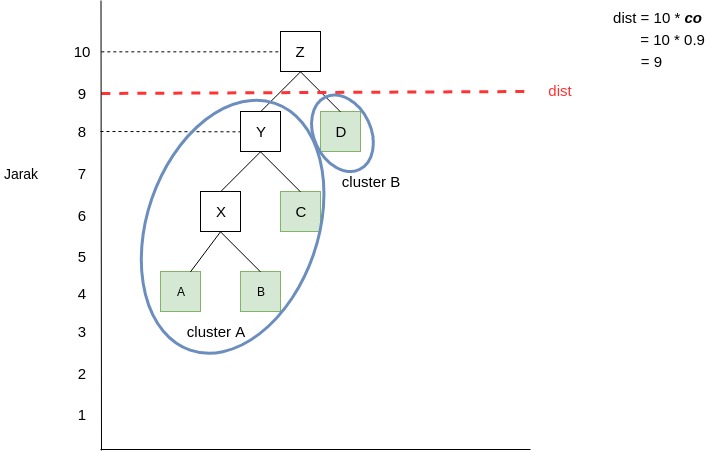 dist = 10 * co
= 10 * 0.9
= 9
10
Z
9
dist
8
Y
D
Jarak
7
cluster B
6
X
C
5
4
A
B
3
cluster A
2
1